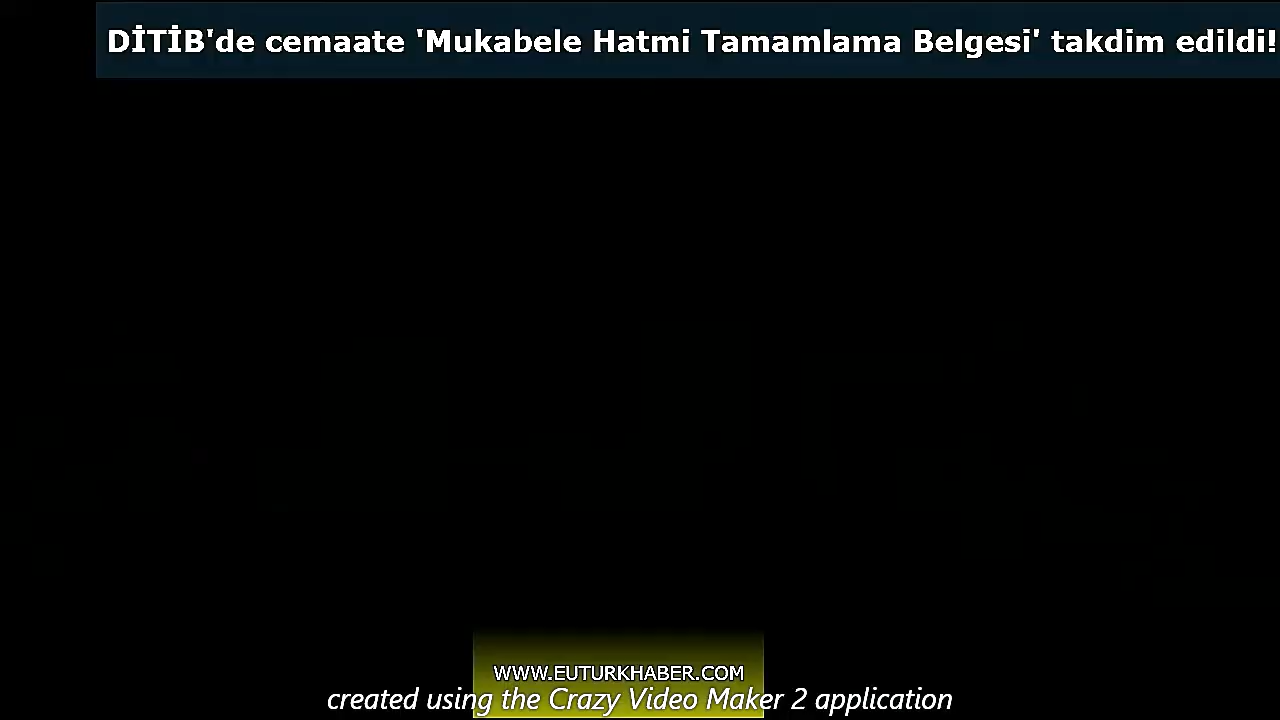 DİTİB'de cemaate 'Mukabele Hatmi Tamamlama Belgesi' takdim edildi!
WWW.EUTURKHABER.COM
created using the Crazy Video Maker 2 application